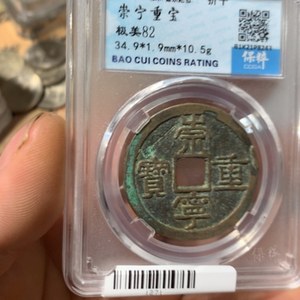 崇宁重宝
极美82
34.9*1.9mm*10.5g
BAO CUI COINS RATING
保粹
崇
寶 重
寧